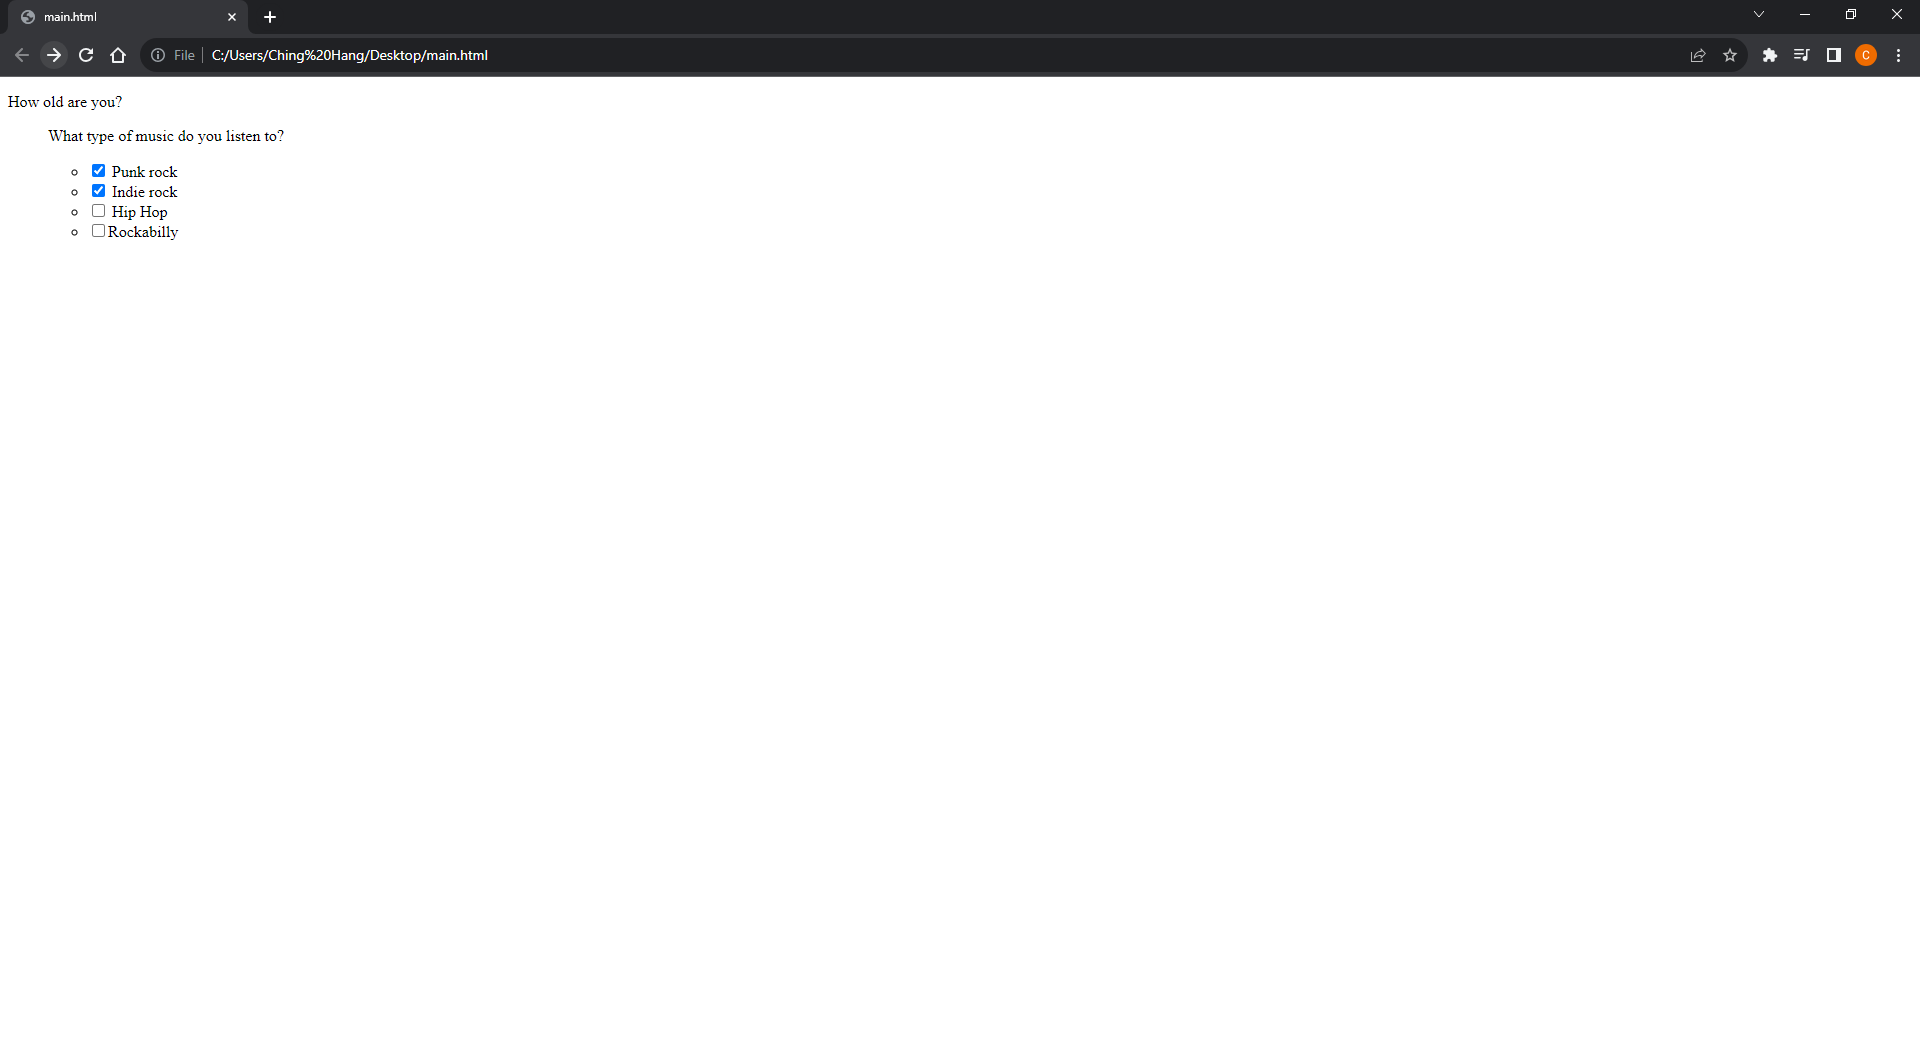 main.html
File C:/Users/Ching%20Hang/Desktop/main.html
C
How old are you?
What type of music do you listen to?
Punk rock
Indie rock
Hip Hop
Rockabilly